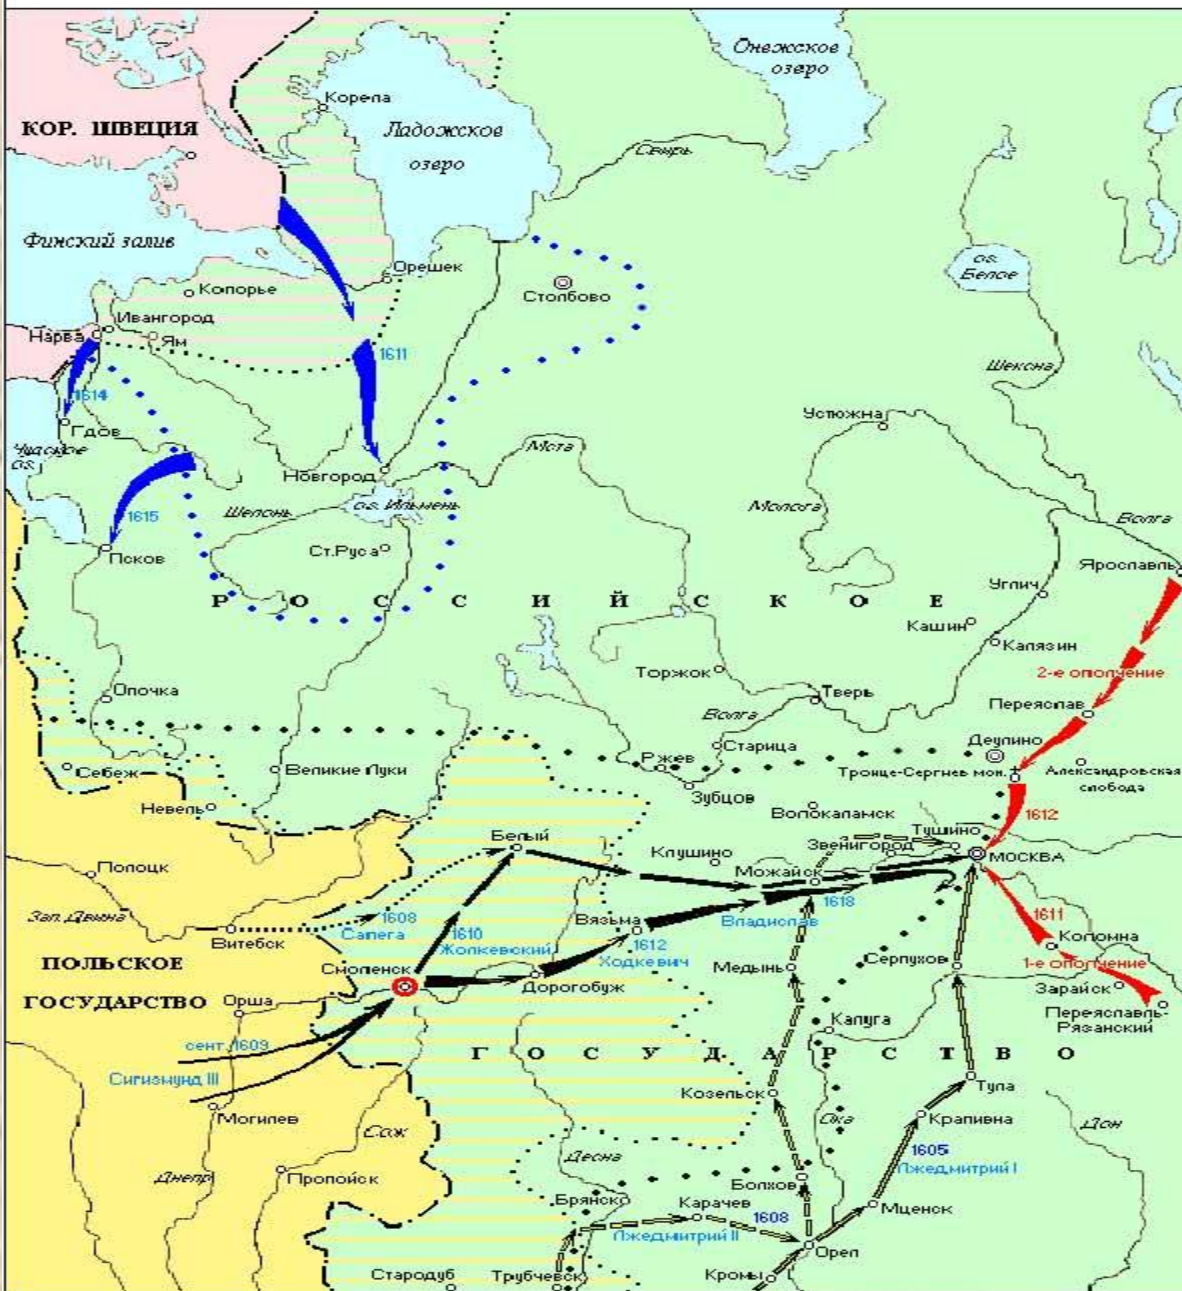 Онежское
озеро
Корела
КОР. ШВЕЦИЯ
Ладожское
озеро
Свирь
Финский залив
оз.
Белое
Орешек
Копорье
Столбово
Ивангород
Нарва
Ям
1611
Шексна
1614
Гдов
Чудское
оз.
Устюжна
Мста
Новгород
оз. Ильмень
Шелонь
Молога
Волга
1615
Псков
Ст.Руса
Ярославль
Углич
РОССИЙСКОЕ
Кашин
Калязин
2-е ополчение
Торжок
Опочка
Тверь
Переяслав
Волга
Старица
Деулино
Ржев
Себеж
Великие Луки
Троице-Сергиев мон.
Александровская
слобода
Зубцов
Невель
Волокаламск
1612
Белый
Тушино
Звенигород
Клушино
МОСКВА
Полоцк
Можайск
1618
Зап. Двина
1608
Сапега
Вязьма
Владислав
1611
Витебск
1610
Жолкевский
1612
Ходкевич
Коломна
ПОЛЬСКОЕ
Смоленск
Медынь
Серпухов
1-е ополчение
Дорогобуж
Зарайск
ГОСУДАРСТВО
Орша
Переяславль-
Рязанский
Калуга
сент. 1609
ГОСУДАРСТВО
Сигизмунд III
Тула
Козельск
Могилев
Крапивна
Сож
Ока
Дон
Десна
1605
Лжедмитрий I
Днепр
Пропойск
Болхов
Брянск
Карачев
1608
Мценск
Лжедмитрий II
Орел
Стародуб
Трубчевск
Кромы